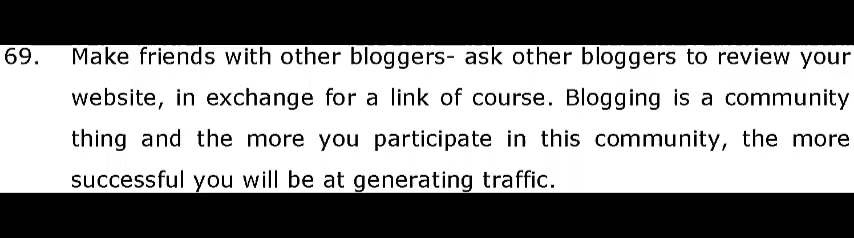 69. Make friends with other bloggers- ask other bloggers to review your
website, in exchange for a link of course. Blogging is a community
thing and the more you participate in this community, the more
successful you will be at generating traffic.